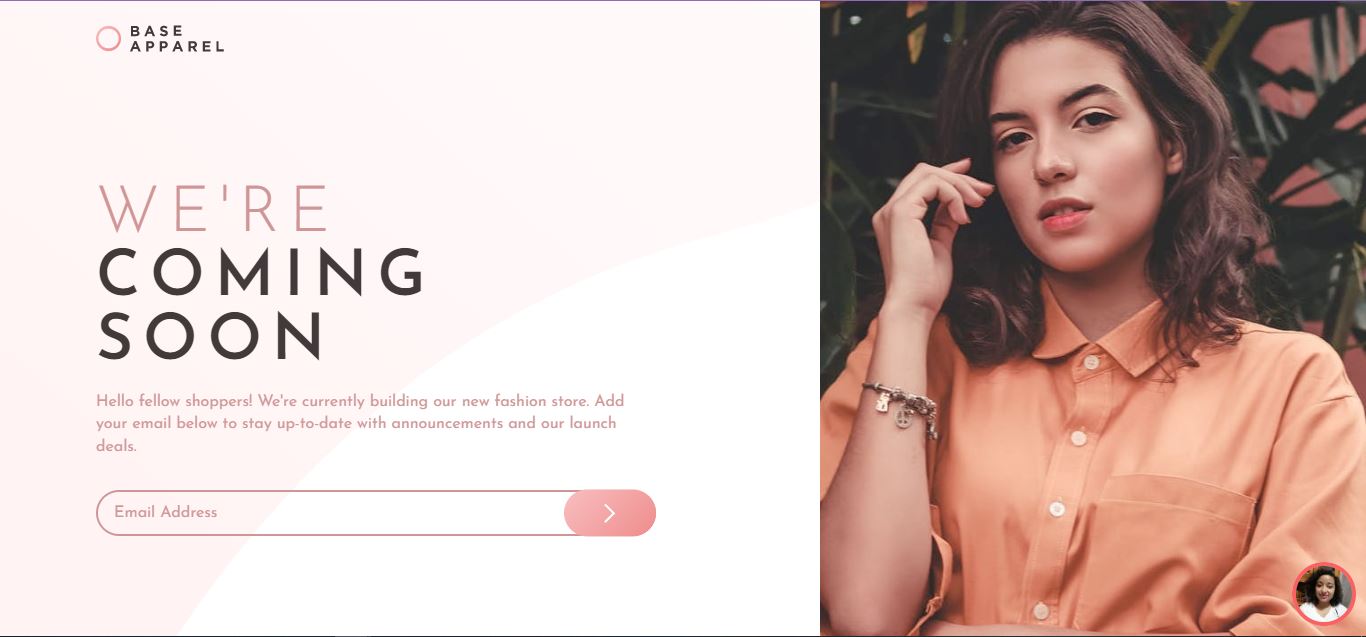 BASE
APPAREL
WE'RE
COMING
SOON
Hello fellow shoppers! We're currently building our new fashion store. Add
your email below to stay up-to-date with announcements and our launch
deals.
Email Address